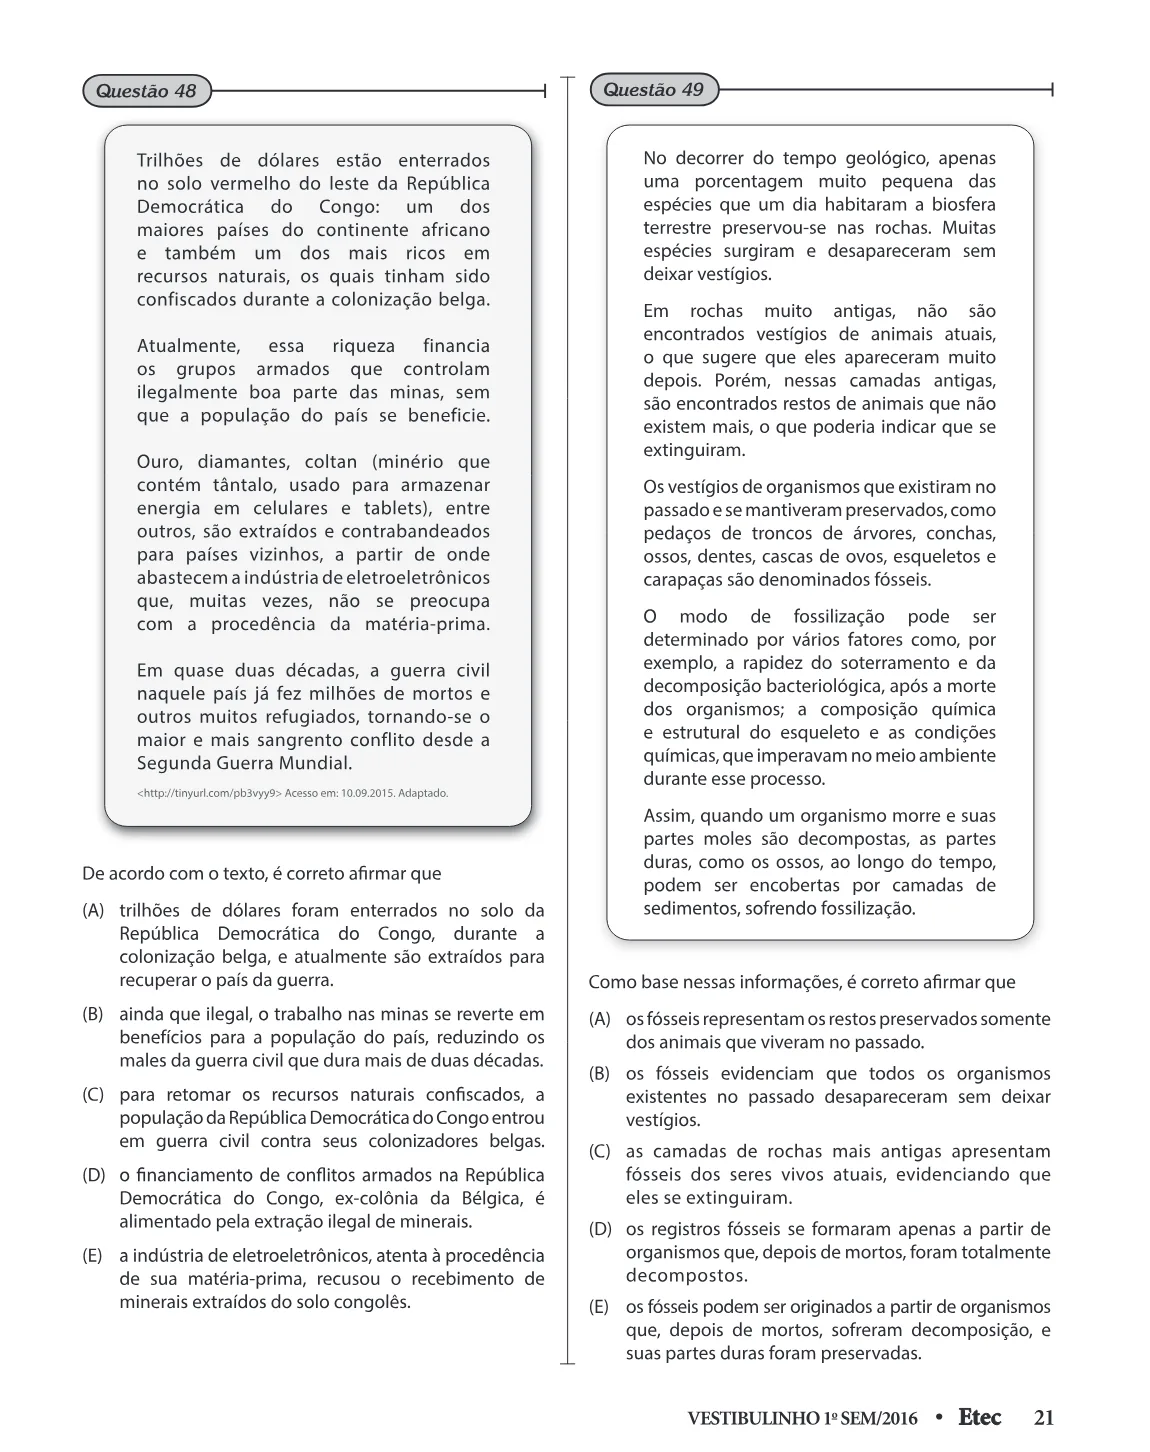 Questão 48
Trilhões de dólares estão enterrados
no solo vermelho do leste da República
Democrática do Congo: um dos
maiores países do continente africano
e também um dos mais ricos em
recursos naturais, os quais tinham sido
confiscados durante a colonização belga.
Atualmente, essa riqueza financia
os grupos armados que controlam
ilegalmente boa parte das minas, sem
que a população do país se beneficie.
Ouro, diamantes, coltan (minério que
contém tântalo, usado para armazenar
energia em celulares e tablets), entre
outros, são extraídos e contrabandeados
para países vizinhos, a partir de onde
abastecem a indústria de eletroeletrônicos
que, muitas vezes, não se preocupa
com a procedência da matéria-prima.
Em quase duas décadas, a guerra civil
naquele país já fez milhões de mortos e
outros muitos refugiados, tornando-se o
maior e mais sangrento conflito desde a
Segunda Guerra Mundial.
<http://tinyurl.com/pb3vyy9> Acesso em: 10.09.2015. Adaptado.
De acordo com o texto, é correto afirmar que
(A) trilhões de dólares foram enterrados no solo da
República Democrática do Congo, durante a
colonização belga, e atualmente são extraídos para
recuperar o país da guerra.
(B) ainda que ilegal, o trabalho nas minas se reverte em
benefícios para a população do país, reduzindo os
males da guerra civil que dura mais de duas décadas.
(C) para retomar os recursos naturais confiscados, a
população da República Democrática do Congo entrou
em guerra civil contra seus colonizadores belgas.
(D) o financiamento de conflitos armados na República
Democrática do Congo, ex-colônia da Bélgica, é
alimentado pela extração ilegal de minerais.
(E) a indústria de eletroeletrônicos, atenta à procedência
de sua matéria-prima, recusou o recebimento de
minerais extraídos do solo congolês.
Questão 49
No decorrer do tempo geológico, apenas
uma porcentagem muito pequena das
espécies que um dia habitaram a biosfera
terrestre preservou-se nas rochas. Muitas
espécies surgiram e desapareceram sem
deixar vestígios.
Em rochas muito antigas, não são
encontrados vestígios de animais atuais,
o que sugere que eles apareceram muito
depois. Porém, nessas camadas antigas,
são encontrados restos de animais que não
existem mais, o que poderia indicar que se
extinguiram.
Os vestígios de organismos que existiram no
passado e se mantiveram preservados, como
pedaços de troncos de árvores, conchas,
ossos, dentes, cascas de ovos, esqueletos e
carapaças são denominados fósseis.
O modo de fossilização pode ser
determinado por vários fatores como, por
exemplo, a rapidez do soterramento e da
decomposição bacteriológica, após a morte
dos organismos; a composição química
e estrutural do esqueleto e as condições
químicas, que imperavam no meio ambiente
durante esse processo.
Assim, quando um organismo morre e suas
partes moles são decompostas, as partes
duras, como os ossos, ao longo do tempo,
podem ser encobertas por camadas de
sedimentos, sofrendo fossilização.
Como base nessas informações, é correto afirmar que
(A) os fósseis representam os restos preservados somente
dos animais que viveram no passado.
(B) os fósseis evidenciam que todos os organismos
existentes no passado desapareceram sem deixar
vestígios.
(C) as camadas de rochas mais antigas apresentam
fósseis dos seres vivos atuais, evidenciando que
eles se extinguiram.
(D) os registros fósseis se formaram apenas a partir de
organismos que, depois de mortos, foram totalmente
decompostos.
(E) os fósseis podem ser originados a partir de organismos
que, depois de mortos, sofreram decomposição, e
suas partes duras foram preservadas.
VESTIBULINHO 1º SEM/2016 • Etec 21